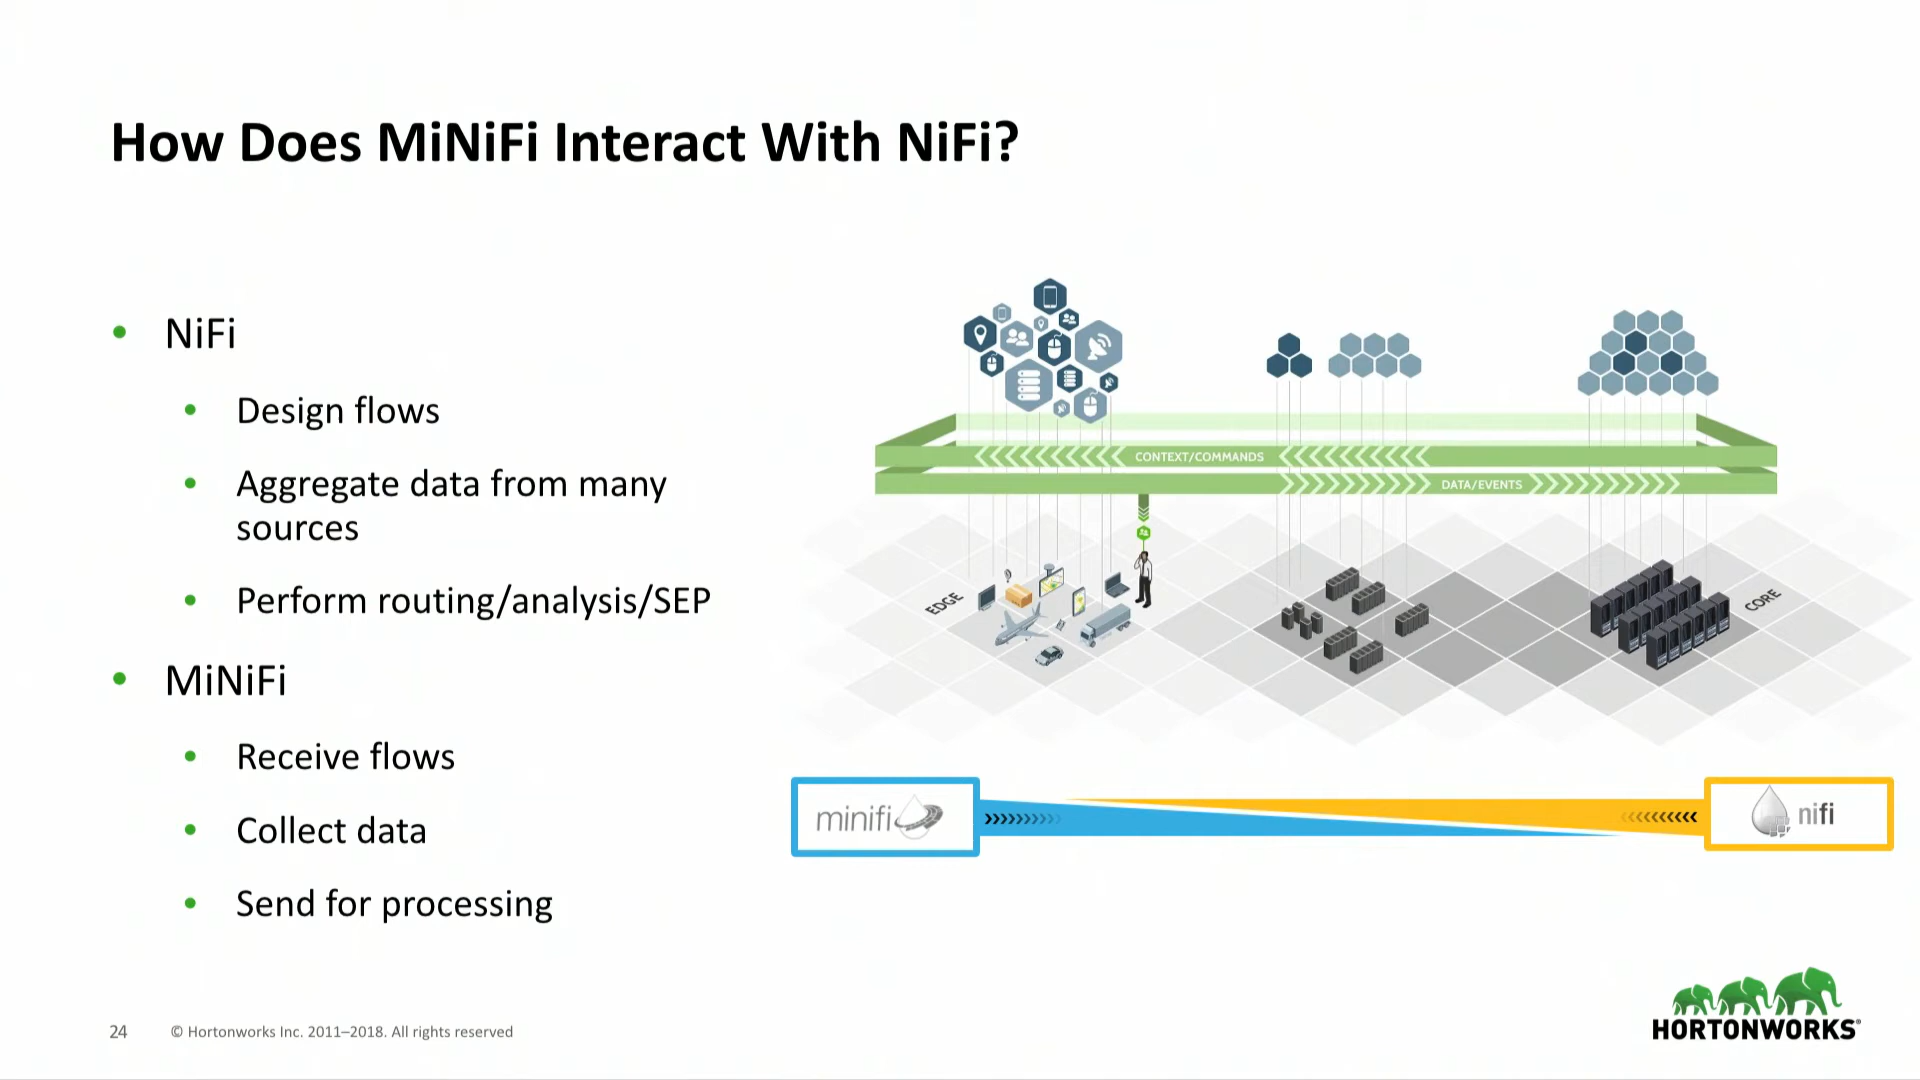 How Does MiNiFi Interact With NiFi?
• NiFi
• Design flows
• Aggregate data from many
sources
• Perform routing/analysis/SEP
• MiNiFi
• Receive flows
• Collect data
• Send for processing
CONTEXT/COMMANDS
DATA/EVENTS
EDGE
CORE
minifi
nifi
24
© Hortonworks Inc. 2011–2018. All rights reserved
HORTONWORKS®